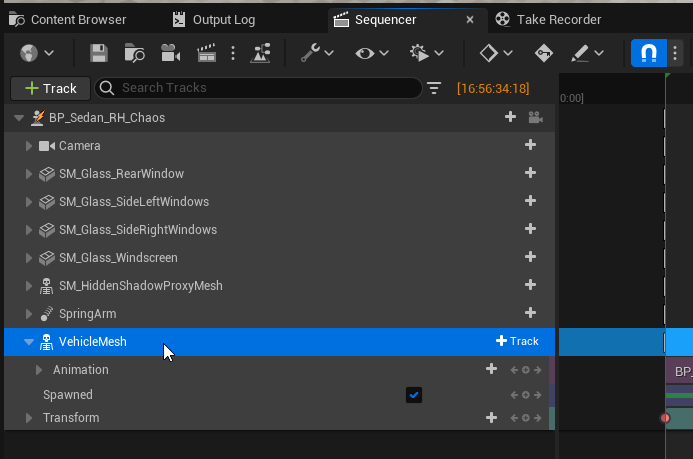 Content Browser
Output Log
Sequencer
Take Recorder
Track
Search Tracks
[16:56:34:18]
0:00]
BP_Sedan_RH_Chaos
Camera
SM_Glass_RearWindow
SM_Glass_SideLeftWindows
SM_Glass_SideRightWindows
SM_Glass_Windscreen
SM_HiddenShadowProxyMesh
SpringArm
VehicleMesh
Track
Animation
BP_
Spawned
Transform